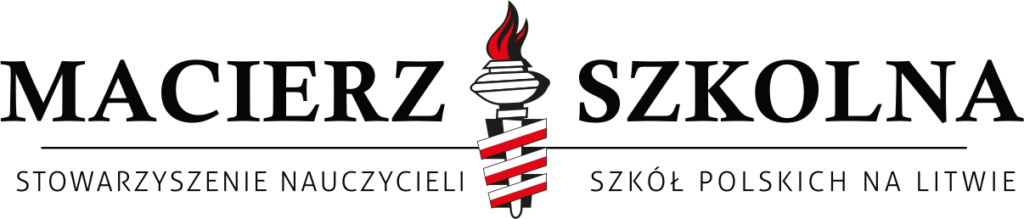 MACIERZ SZKOLNA
STOWARZYSZENIE NAUCZYCIELI SZKÓŁ POLSKICH NA LITWIE